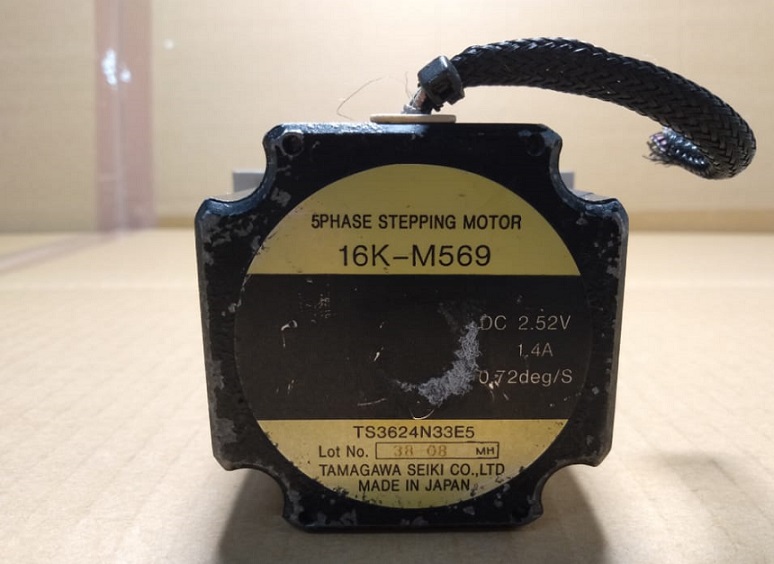 5PHASE STEPPING MOTOR
16K-M569
DC 2.52V
1.4A
0.72deg/S
TS3624N33E5
Lot No. 38-08 MH
TAMAGAWA SEIKI CO.,LTD
MADE IN JAPAN